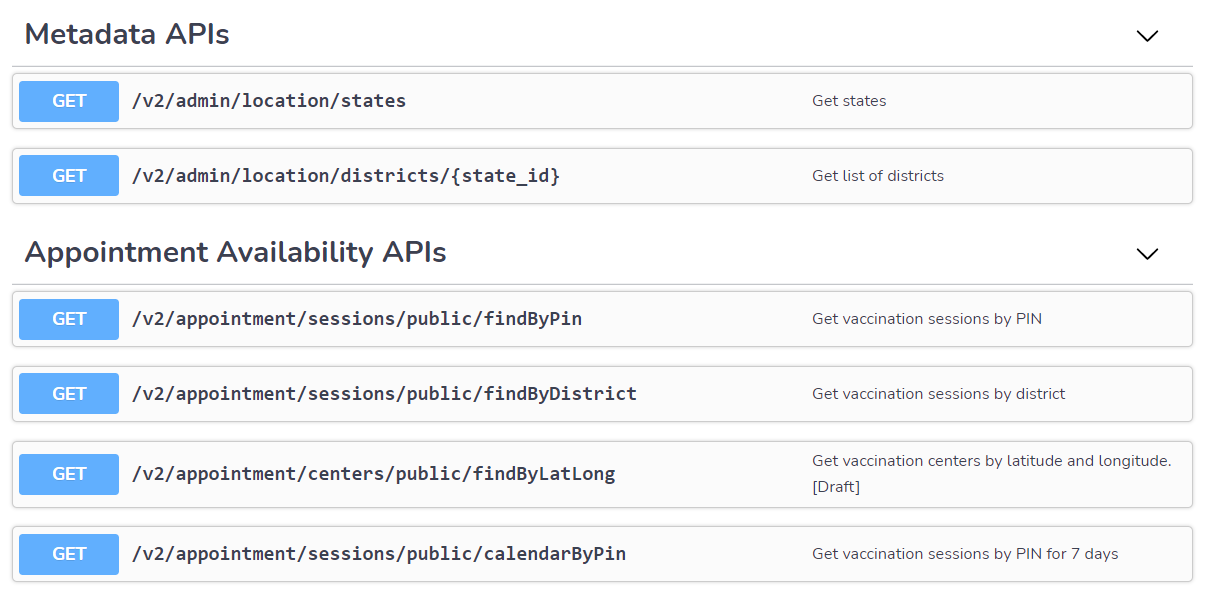 Metadata APIs
GET /v2/admin/location/states Get states
GET /v2/admin/location/districts/{state_id} Get list of districts
Appointment Availability APIs
GET /v2/appointment/sessions/public/findByPin Get vaccination sessions by PIN
GET /v2/appointment/sessions/public/findByDistrict Get vaccination sessions by district
GET /v2/appointment/centers/public/findByLatLong Get vaccination centers by latitude and longitude.
[Draft]
GET /v2/appointment/sessions/public/calendarByPin Get vaccination sessions by PIN for 7 days